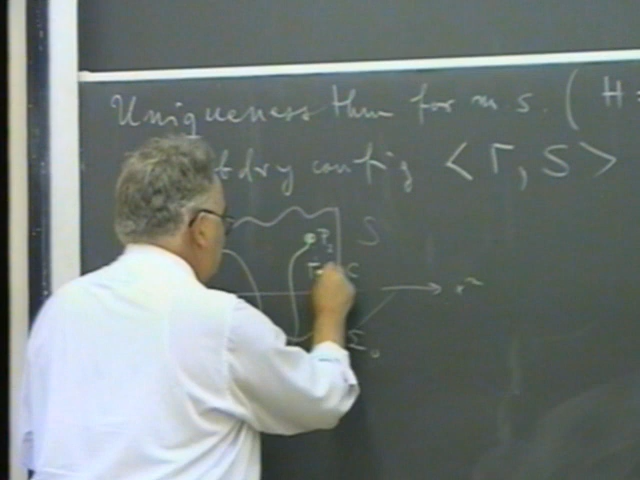 Uniqueness thm for m.s. ( H =
bdry config < Γ, S >
S
Γ
Σ₀